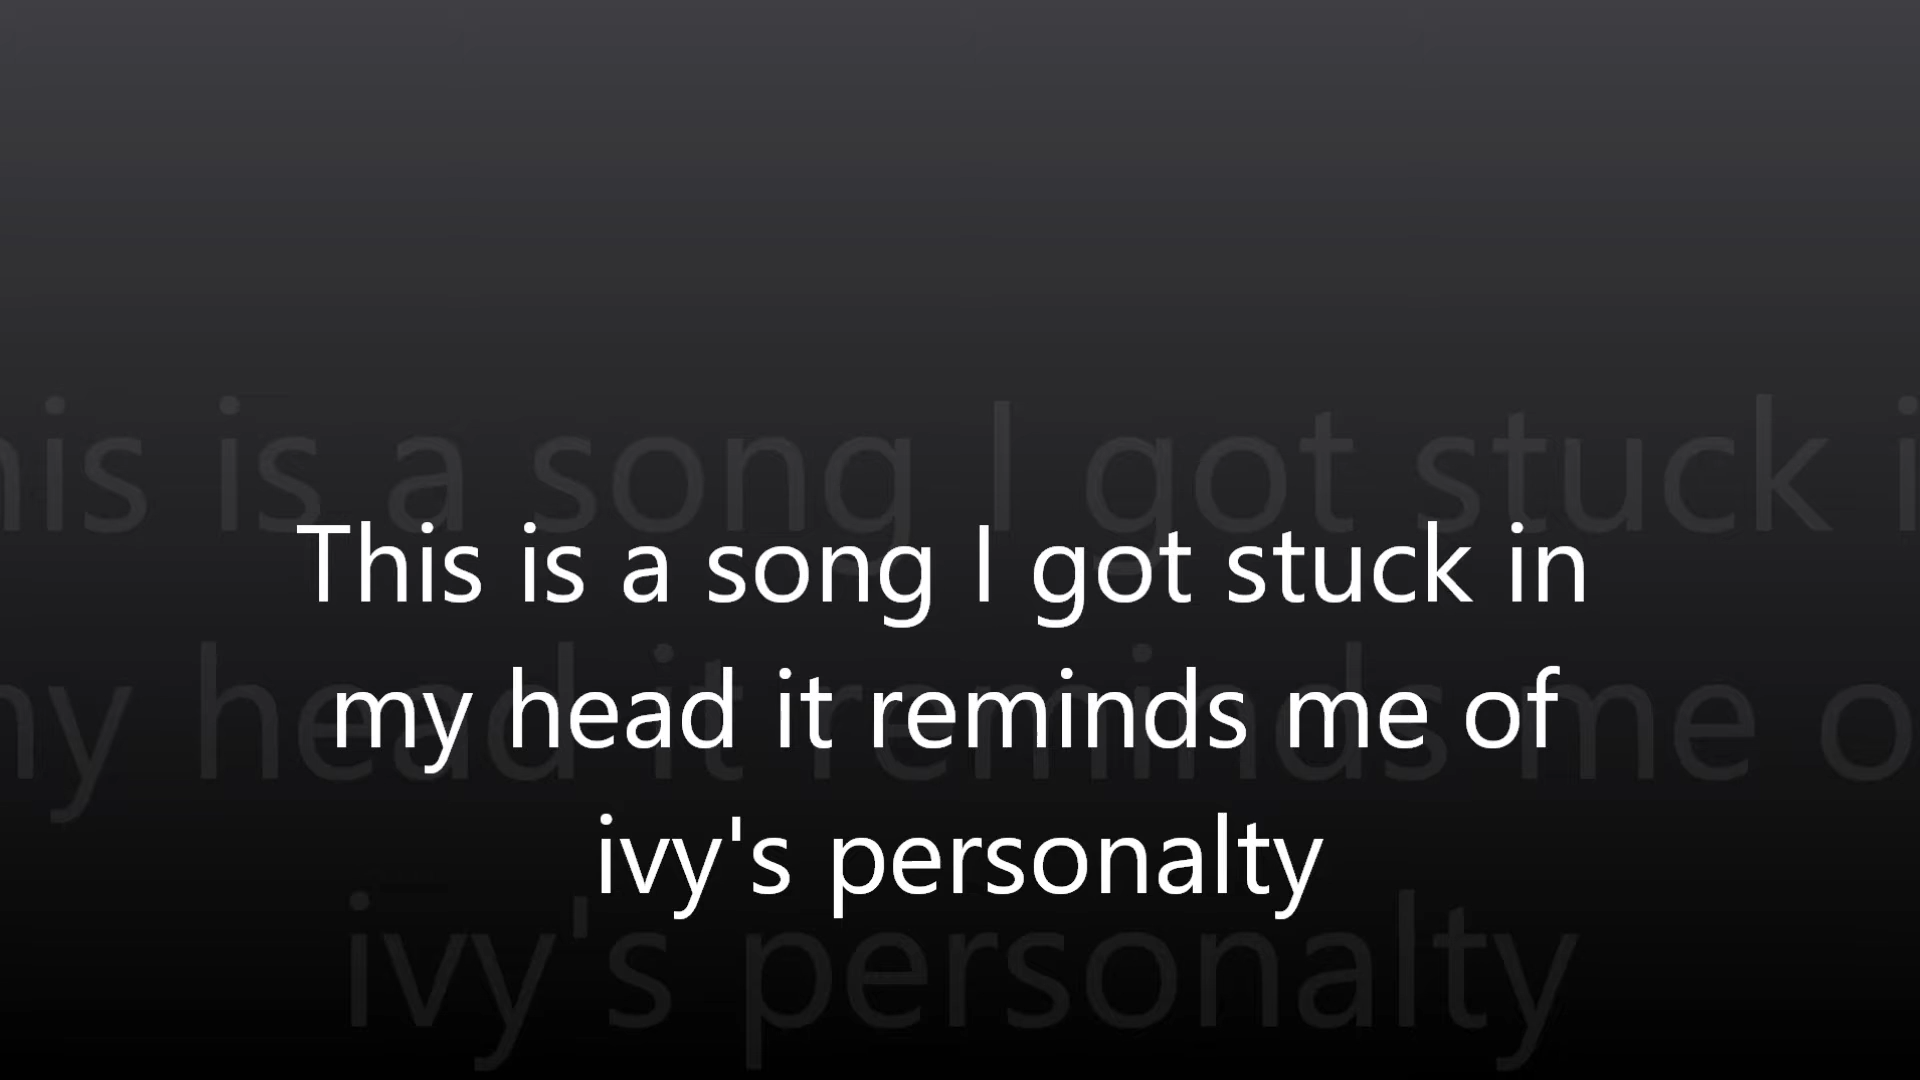 This is a song I got stuck in
my head it reminds me of
ivy's personalty